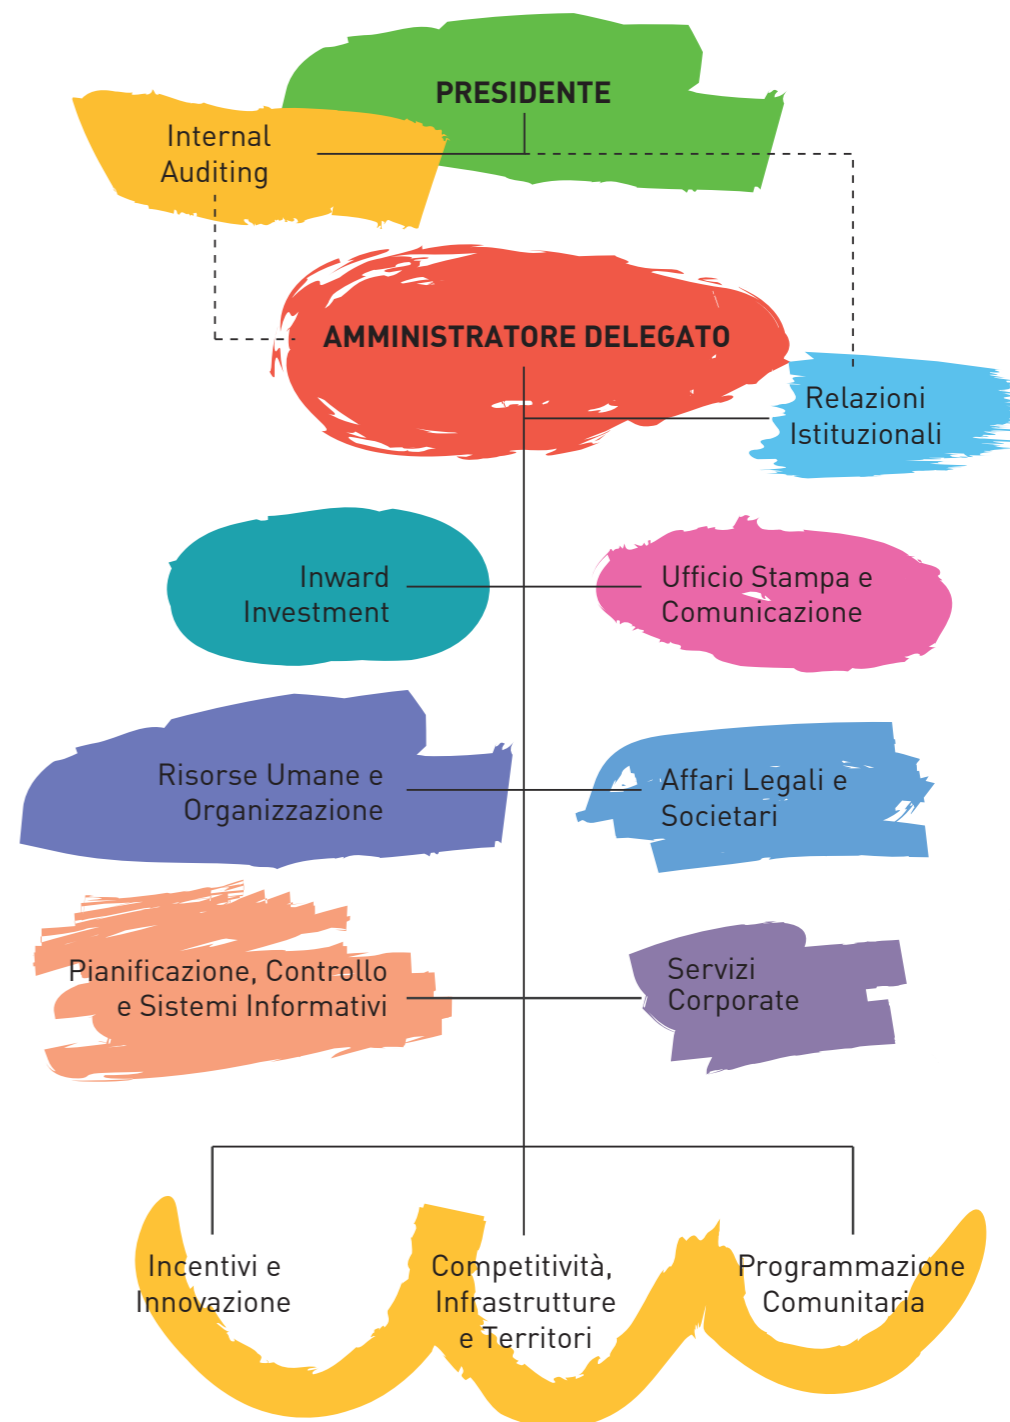 PRESIDENTE
Internal
Auditing
AMMINISTRATORE DELEGATO
Relazioni
Istituzionali
Inward
Investment
Ufficio Stampa e
Comunicazione
Risorse Umane e
Organizzazione
Affari Legali e
Societari
Pianificazione, Controllo
e Sistemi Informativi
Servizi
Corporate
Incentivi e
Innovazione
Competitività,
Infrastrutture
e Territori
Programmazione
Comunitaria